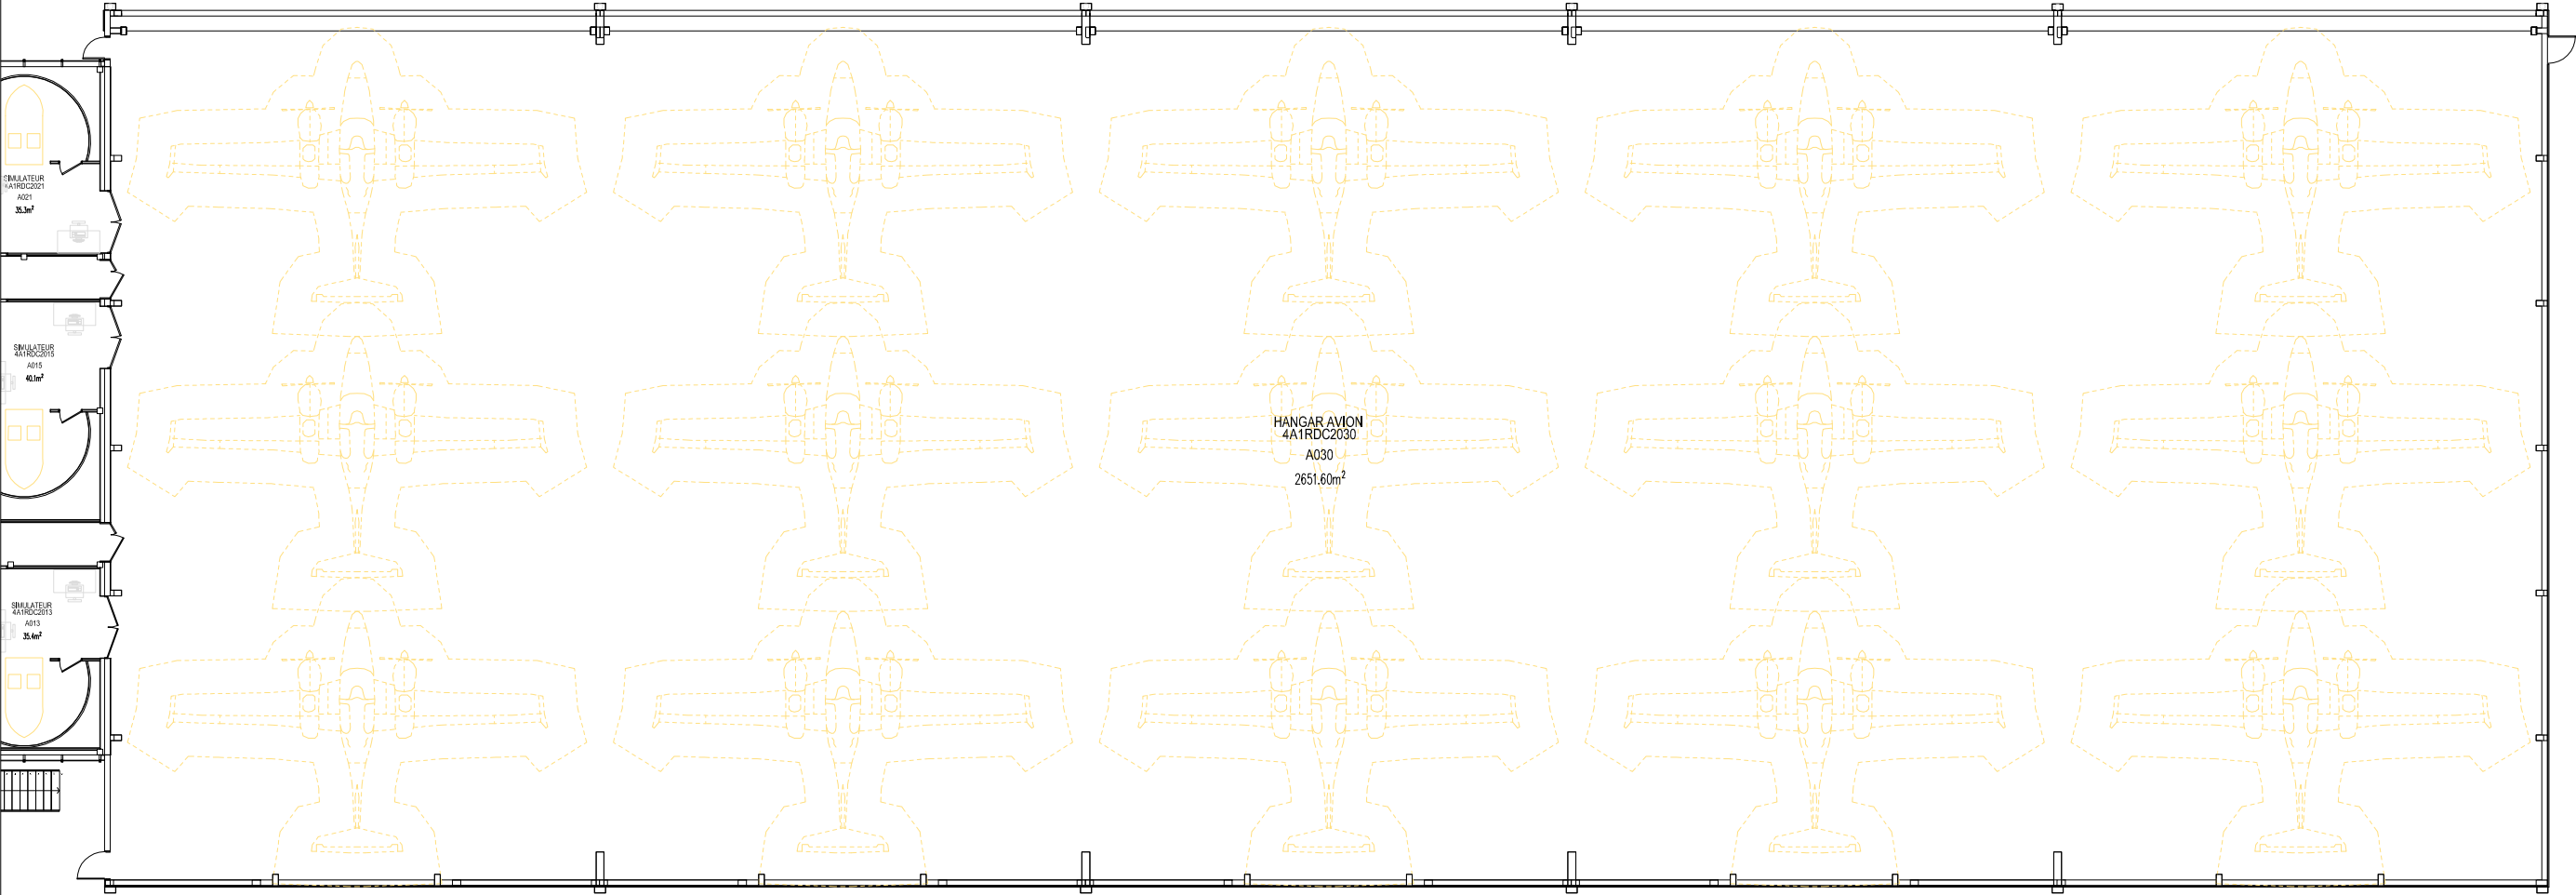 SIMULATEUR
4A1RDC2021
A021
35.3m²
SIMULATEUR
4A1RDC2015
A015
40.1m²
HANGAR AVION
4A1RDC2030
A030
2651.60m²
SIMULATEUR
4A1RDC2013
A013
35.4m²